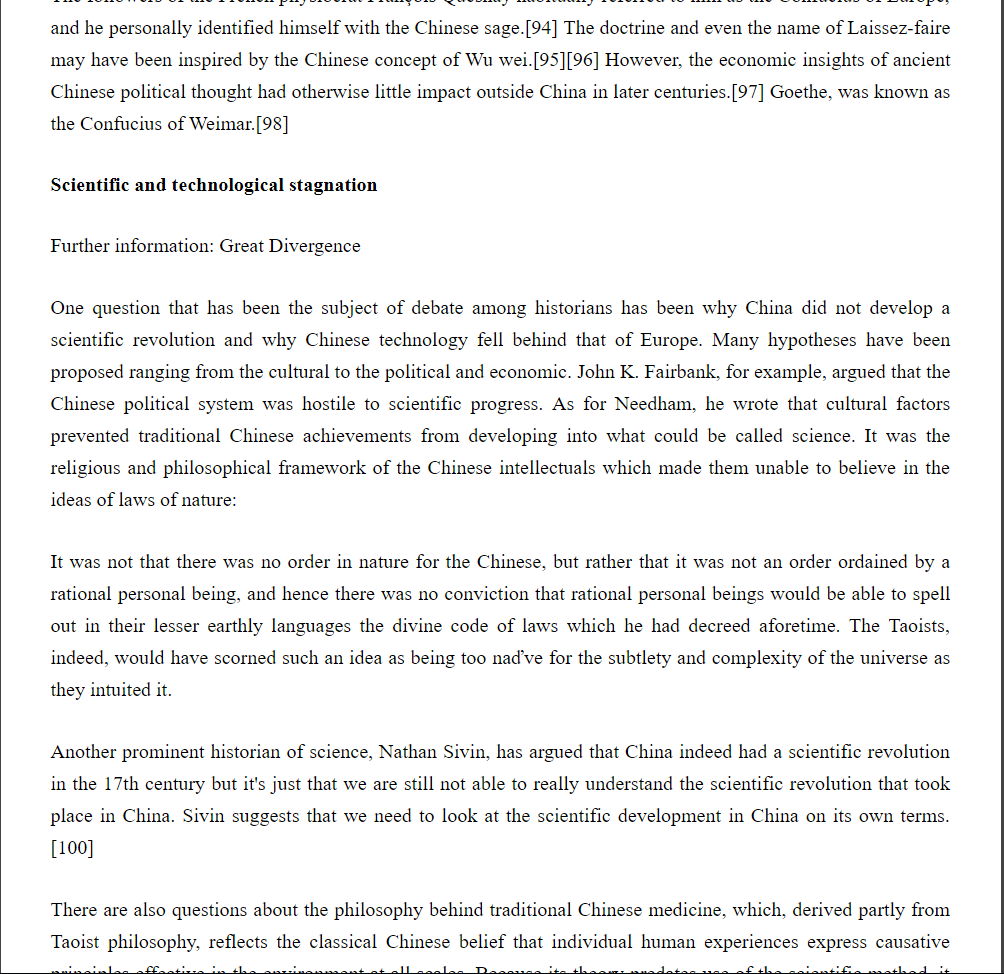 and he personally identified himself with the Chinese sage.[94] The doctrine and even the name of Laissez-faire
may have been inspired by the Chinese concept of Wu wei.[95][96] However, the economic insights of ancient
Chinese political thought had otherwise little impact outside China in later centuries.[97] Goethe, was known as
the Confucius of Weimar.[98]
Scientific and technological stagnation
Further information: Great Divergence
One question that has been the subject of debate among historians has been why China did not develop a
scientific revolution and why Chinese technology fell behind that of Europe. Many hypotheses have been
proposed ranging from the cultural to the political and economic. John K. Fairbank, for example, argued that the
Chinese political system was hostile to scientific progress. As for Needham, he wrote that cultural factors
prevented traditional Chinese achievements from developing into what could be called science. It was the
religious and philosophical framework of the Chinese intellectuals which made them unable to believe in the
ideas of laws of nature:
It was not that there was no order in nature for the Chinese, but rather that it was not an order ordained by a
rational personal being, and hence there was no conviction that rational personal beings would be able to spell
out in their lesser earthly languages the divine code of laws which he had decreed aforetime. The Taoists,
indeed, would have scorned such an idea as being too naďve for the subtlety and complexity of the universe as
they intuited it.
Another prominent historian of science, Nathan Sivin, has argued that China indeed had a scientific revolution
in the 17th century but it's just that we are still not able to really understand the scientific revolution that took
place in China. Sivin suggests that we need to look at the scientific development in China on its own terms.
[100]
There are also questions about the philosophy behind traditional Chinese medicine, which, derived partly from
Taoist philosophy, reflects the classical Chinese belief that individual human experiences express causative